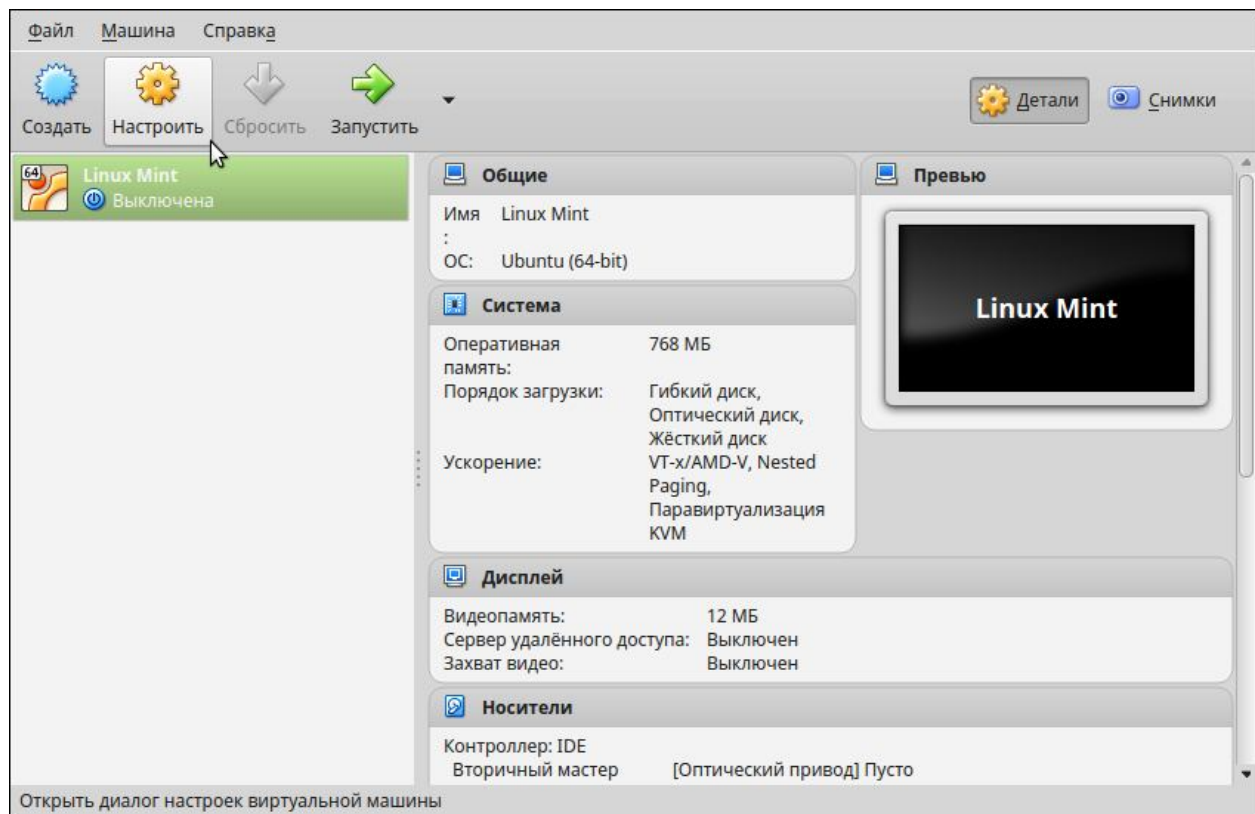 Файл Машина Справка
Создать Настроить Сбросить Запустить
Детали Снимки
64 Linux Mint
Выключена
Общие
Имя Linux Mint
:
ОС: Ubuntu (64-bit)
Превью
Linux Mint
Система
Оперативная 768 МБ
память:
Порядок загрузки: Гибкий диск,
Оптический диск,
Жёсткий диск
Ускорение: VT-x/AMD-V, Nested
Paging,
Паравиртуализация
KVM
Дисплей
Видеопамять: 12 МБ
Сервер удалённого доступа: Выключен
Захват видео: Выключен
Носители
Контроллер: IDE
Вторичный мастер [Оптический привод] Пусто
Открыть диалог настроек виртуальной машины